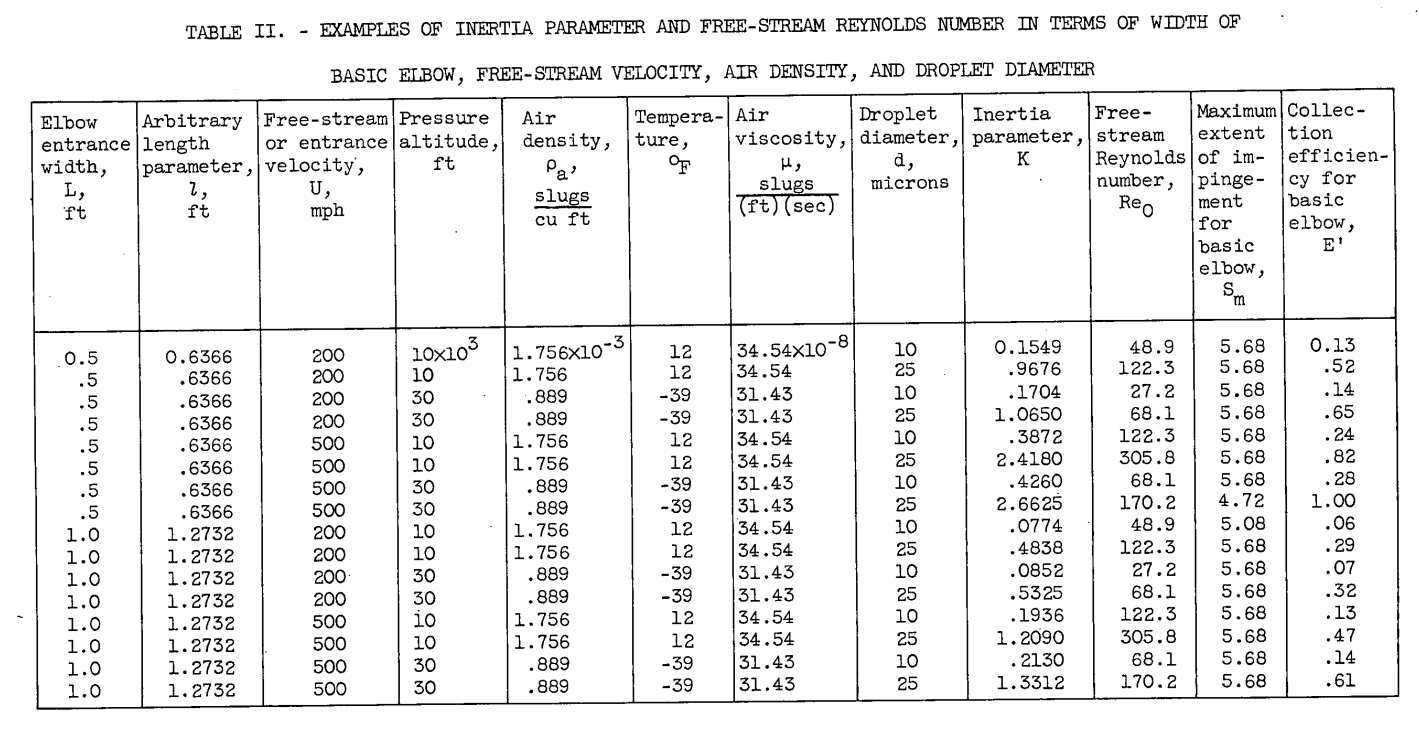 TABLE II. - EXAMPLES OF INERTIA PARAMETER AND FREE-STREAM REYNOLDS NUMBER IN TERMS OF WIDTH OF
BASIC ELBOW, FREE-STREAM VELOCITY, AIR DENSITY, AND DROPLET DIAMETER
Elbow entrance width, L, ft | Arbitrary length parameter, l, ft | Free-stream or entrance velocity, U, mph | Pressure altitude, ft | Air density, ρa, slugs/cu ft | Tempera-ture, °F | Air viscosity, μ, slugs/(ft)(sec) | Droplet diameter, d, microns | Inertia parameter, K | Free-stream Reynolds number, Re0 | Maximum extent of im-pinge-ment for basic elbow, Sm | Collec-tion efficien-cy for basic elbow, E'
0.5 0.6366 200 10×10³ 1.756×10⁻³ 12 34.54×10⁻⁸ 10 0.1549 48.9 5.68 0.13
.5 .6366 200 10 1.756 12 34.54 25 .9676 122.3 5.68 .52
.5 .6366 200 30 .889 -39 31.43 10 .1704 27.2 5.68 .14
.5 .6366 200 30 .889 -39 31.43 25 1.0650 68.1 5.68 .65
.5 .6366 500 10 1.756 12 34.54 10 .3872 122.3 5.68 .24
.5 .6366 500 10 1.756 12 34.54 25 2.4180 305.8 5.68 .82
.5 .6366 500 30 .889 -39 31.43 10 .4260 68.1 5.68 .28
.5 .6366 500 30 .889 -39 31.43 25 2.6625 170.2 4.72 1.00
1.0 1.2732 200 10 1.756 12 34.54 10 .0774 48.9 5.08 .06
1.0 1.2732 200 10 1.756 12 34.54 25 .4838 122.3 5.68 .29
1.0 1.2732 200 30 .889 -39 31.43 10 .0852 27.2 5.68 .07
1.0 1.2732 200 30 .889 -39 31.43 25 .5325 68.1 5.68 .32
1.0 1.2732 500 10 1.756 12 34.54 10 .1936 122.3 5.68 .13
1.0 1.2732 500 10 1.756 12 34.54 25 1.2090 305.8 5.68 .47
1.0 1.2732 500 30 .889 -39 31.43 10 .2130 68.1 5.68 .14
1.0 1.2732 500 30 .889 -39 31.43 25 1.3312 170.2 5.68 .61